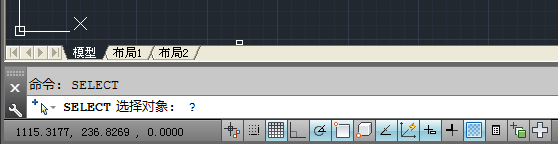 模型 布局1 布局2
命令: SELECT
SELECT 选择对象: ?
1115.3177, 236.8269 , 0.0000